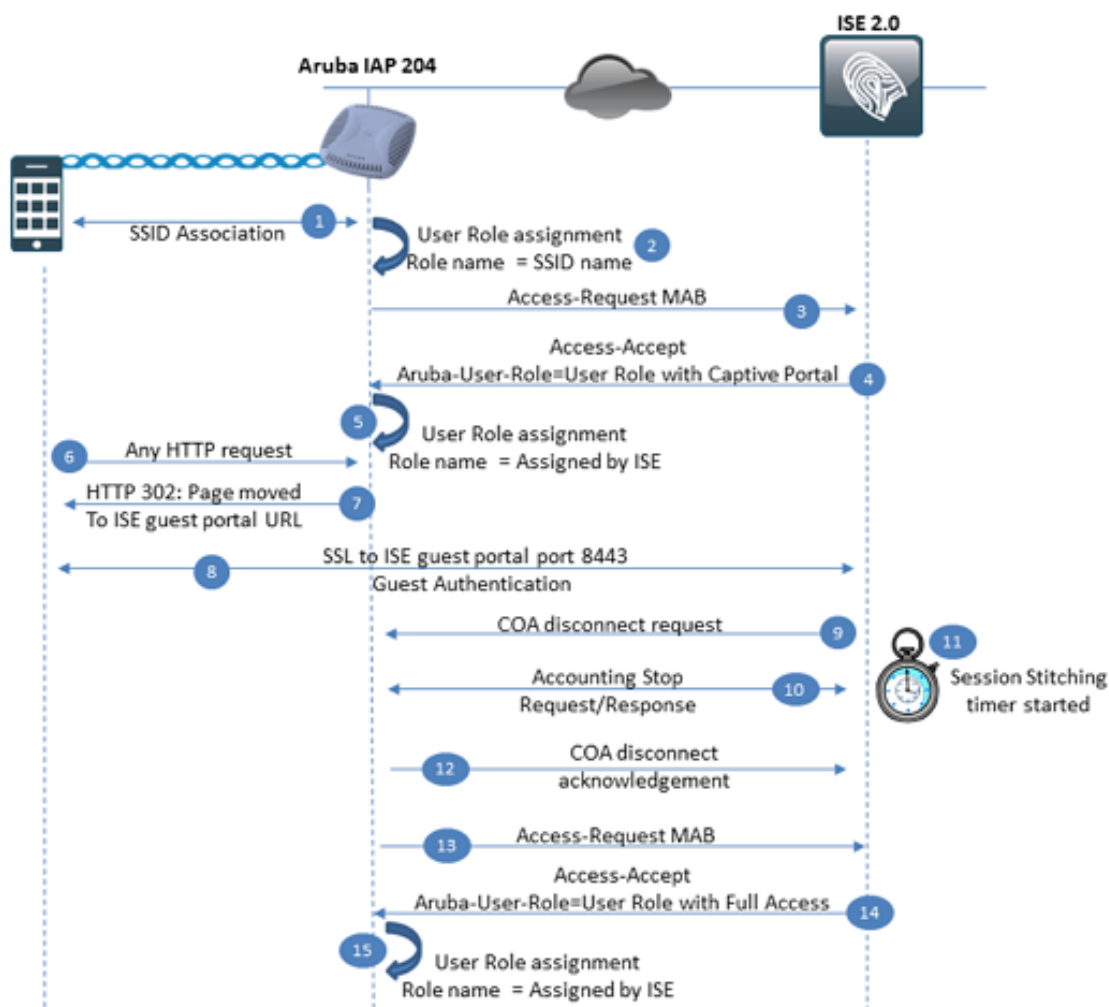 ISE 2.0
Aruba IAP 204
1
SSID Association
User Role assignment
Role name = SSID name
2
Access-Request MAB
3
Access-Accept
Aruba-User-Role=User Role with Captive Portal
4
5
User Role assignment
Role name = Assigned by ISE
6
Any HTTP request
HTTP 302: Page moved
To ISE guest portal URL
7
SSL to ISE guest portal port 8443
8
Guest Authentication
COA disconnect request
9
11
Session Stitching
timer started
Accounting Stop
Request/Response
10
COA disconnect
acknowledgement
12
Access-Request MAB
13
Access-Accept
Aruba-User-Role=User Role with Full Access
14
15
User Role assignment
Role name = Assigned by ISE